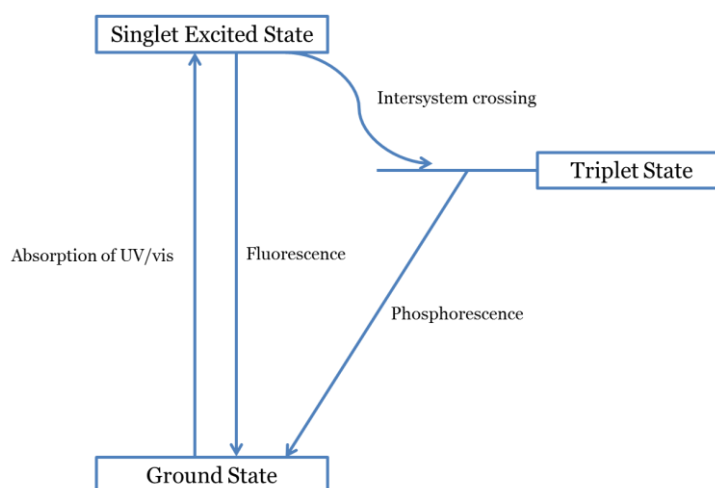 Singlet Excited State
Intersystem crossing
Triplet State
Absorption of UV/vis
Fluorescence
Phosphorescence
Ground State